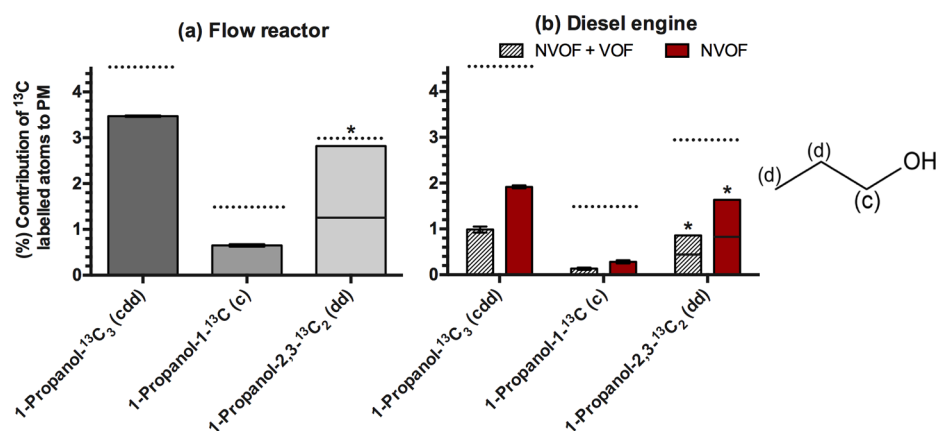 (a) Flow reactor
(%) Contribution of ¹³C
labelled atoms to PM
4
3
2
1
0
*
1-Propanol-¹³C₃ (cdd)
1-Propanol-1-¹³C (c)
1-Propanol-2,3-¹³C₂ (dd)
(b) Diesel engine
NVOF + VOF NVOF
4
3
2
1
0
* *
1-Propanol-¹³C₃ (cdd)
1-Propanol-1-¹³C (c)
1-Propanol-2,3-¹³C₂ (dd)
(d) OH
(d) (c)